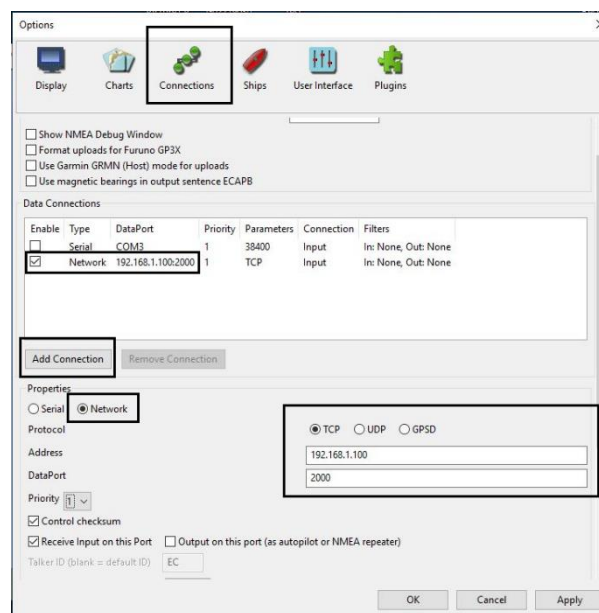 Options
Display Charts Connections Ships User Interface Plugins
Show NMEA Debug Window
Format uploads for Furuno GP3X
Use Garmin GRMN (Host) mode for uploads
Use magnetic bearings in output sentence ECAPB
Data Connections
Enable Type DataPort Priority Parameters Connection Filters
Serial COM3 1 38400 Input In: None, Out: None
Network 192.168.1.100:2000 1 TCP Input In: None, Out: None
Add Connection Remove Connection
Properties
Serial Network
Protocol TCP UDP GPSD
Address 192.168.1.100
DataPort 2000
Priority 1
Control checksum
Receive Input on this Port Output on this port (as autopilot or NMEA repeater)
Talker ID (blank = default ID) EC
OK Cancel Apply